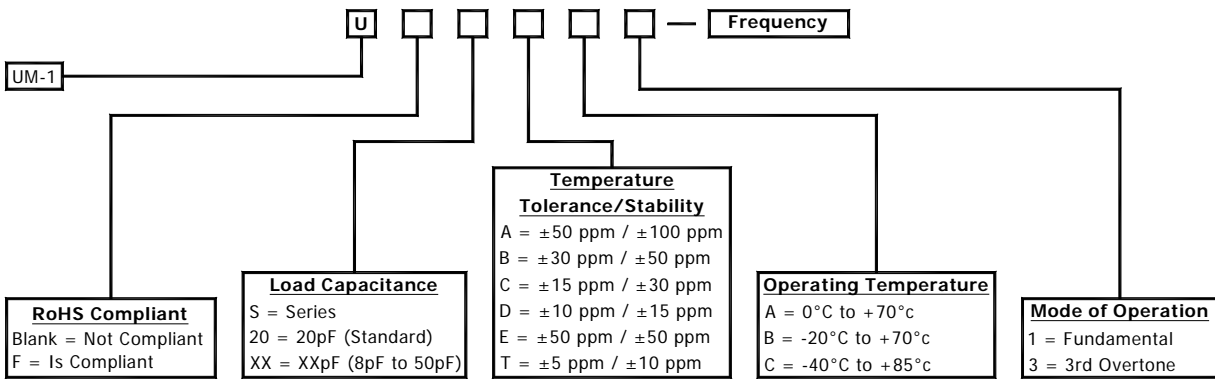 U — Frequency
UM-1
RoHS Compliant
Blank = Not Compliant
F = Is Compliant
Load Capacitance
S = Series
20 = 20pF (Standard)
XX = XXpF (8pF to 50pF)
Temperature
Tolerance/Stability
A = ±50 ppm / ±100 ppm
B = ±30 ppm / ±50 ppm
C = ±15 ppm / ±30 ppm
D = ±10 ppm / ±15 ppm
E = ±50 ppm / ±50 ppm
T = ±5 ppm / ±10 ppm
Operating Temperature
A = 0°C to +70°c
B = -20°C to +70°c
C = -40°C to +85°c
Mode of Operation
1 = Fundamental
3 = 3rd Overtone